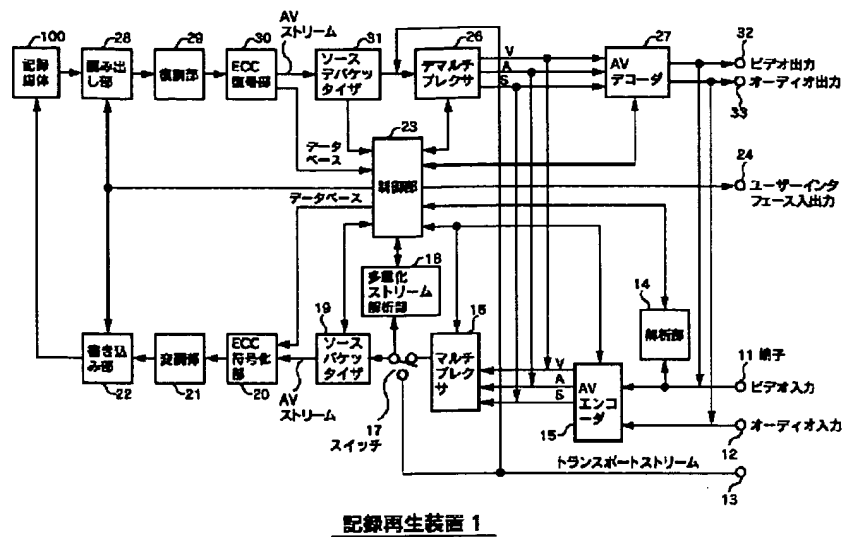 100
記録
媒体
28
読み出
し部
29
復調部
30
ECC
復号部
AV
ストリーム
31
ソース
デパケッ
タイザ
26
デマルチ
プレクサ
V
A
S
27
AV
デコーダ
32
ビデオ出力
オーディオ出力
33
データ
ベース
23
制御部
24
ユーザーインタ
フェース入出力
データベース
18
多重化
ストリーム
解析部
14
解析部
22
書き込
み部
21
変調部
20
ECC
符号化
部
AV
ストリーム
19
ソース
パケッ
タイザ
17
スイッチ
16
マルチ
プレク
サ
V
A
S
AV
エンコ
ーダ
15
11 端子
ビデオ入力
オーディオ入力
12
トランスポートストリーム
13
記録再生装置 1